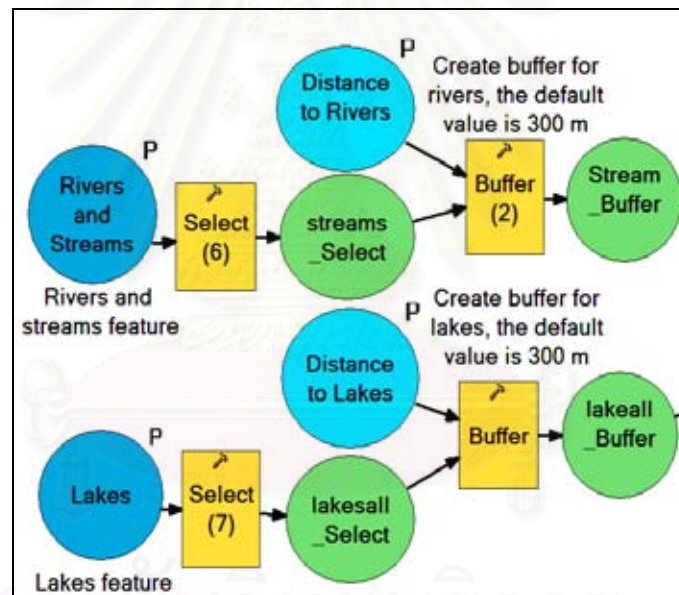 P
Distance
to Rivers
Create buffer for
rivers, the default
value is 300 m
P
Rivers
and
Streams
Select
(6)
streams
_Select
Buffer
(2)
Stream
_Buffer
Rivers and
streams feature
P
Distance
to Lakes
Create buffer for
lakes, the default
value is 300 m
P
Lakes
Select
(7)
lakesall
_Select
Buffer
lakeall
_Buffer
Lakes feature